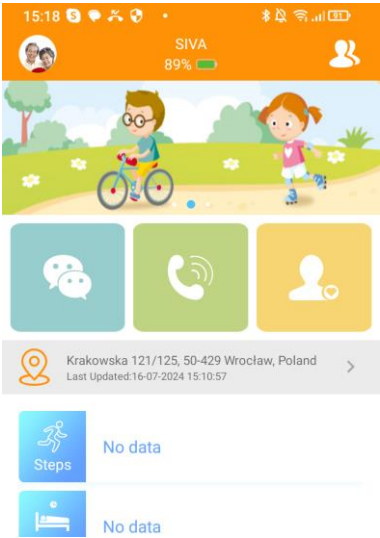 15:18
SIVA
89%
Krakowska 121/125, 50-429 Wrocław, Poland
Last Updated:16-07-2024 15:10:57
Steps
No data
No data